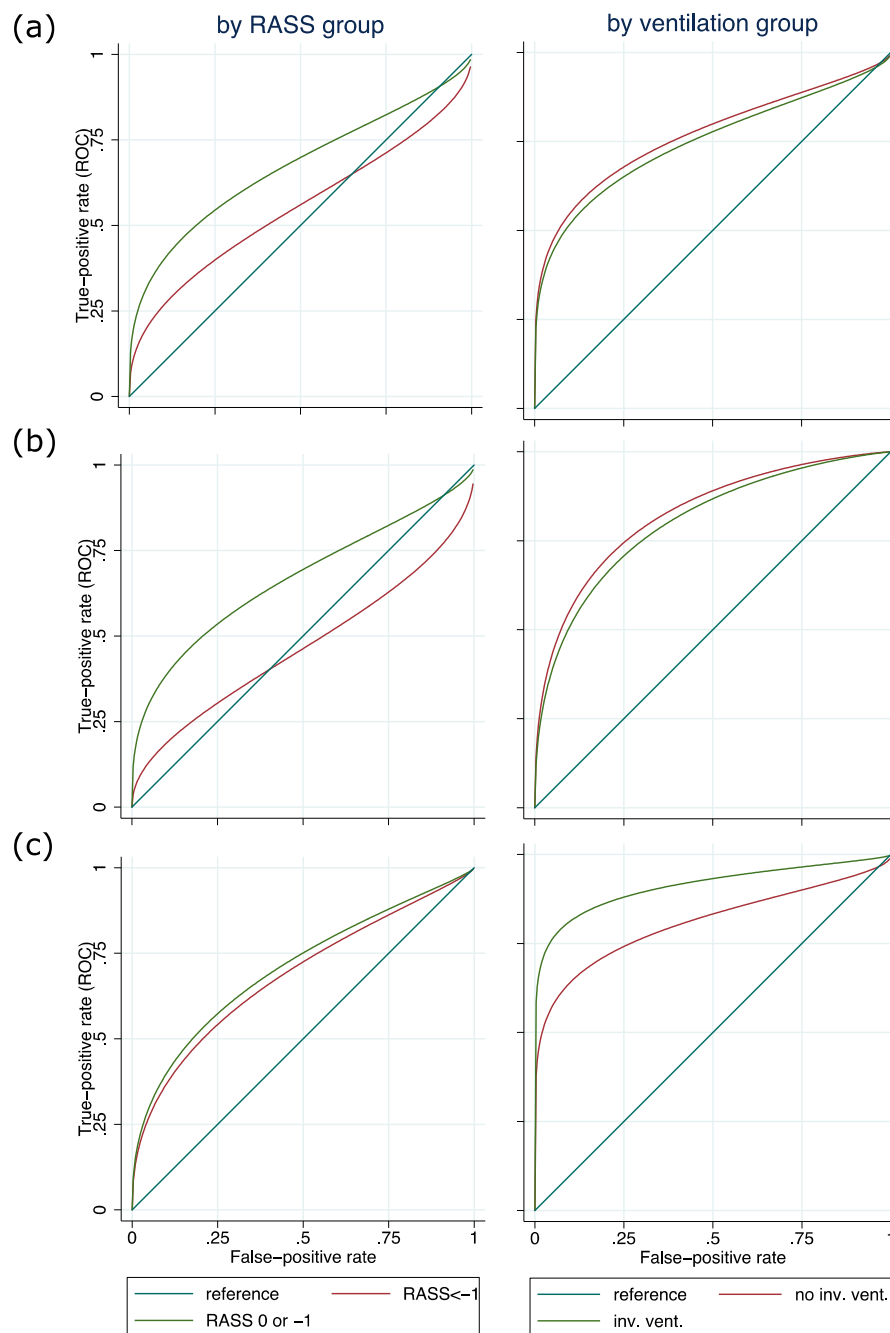 (a)
by RASS group
by ventilation group
True-positive rate (ROC)
0 .25 .5 .75 1
(b)
True-positive rate (ROC)
0 .25 .5 .75 1
(c)
True-positive rate (ROC)
0 .25 .5 .75 1
0 .25 .5 .75 1
0 .25 .5 .75 1
False-positive rate
False-positive rate
reference RASS<-1
RASS 0 or -1
reference no inv. vent.
inv. vent.